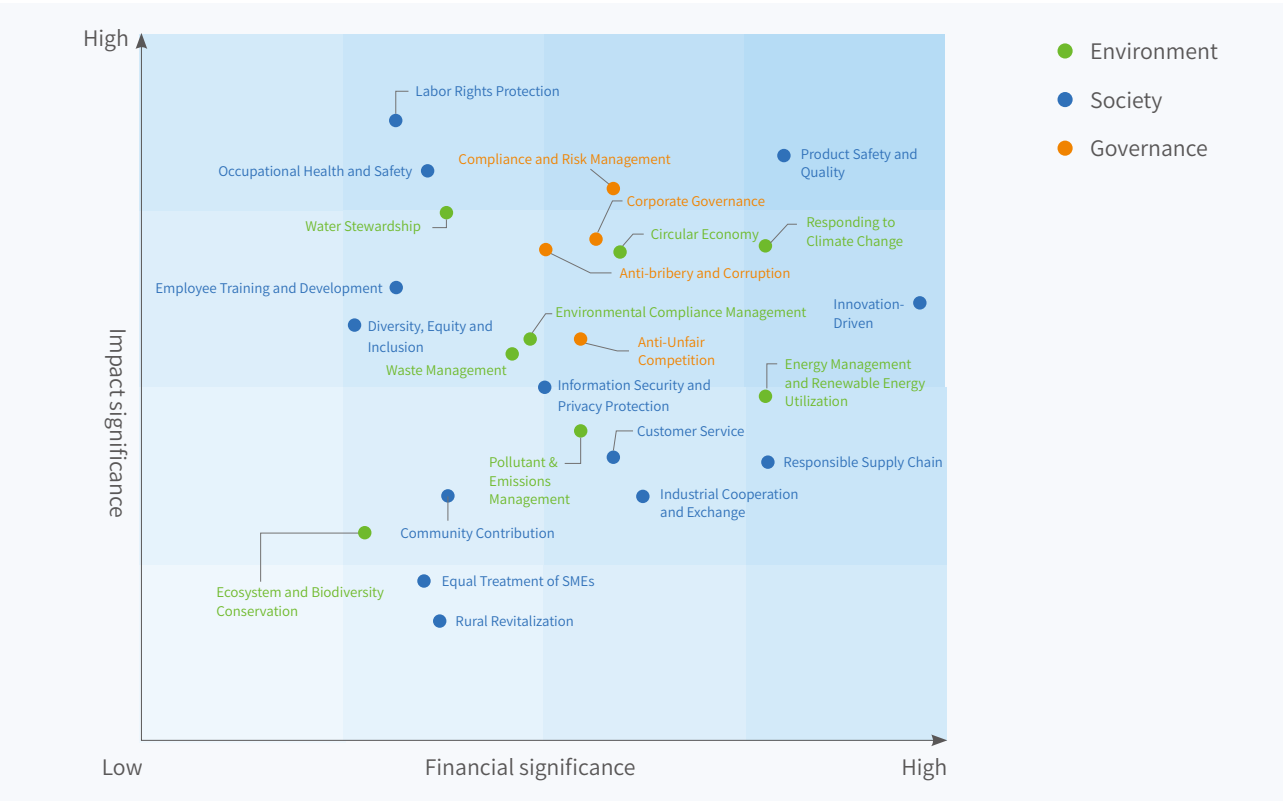 High
Environment
Society
Governance
Labor Rights Protection
Occupational Health and Safety
Compliance and Risk Management
Product Safety and
Quality
Corporate Governance
Water Stewardship
Circular Economy
Responding to
Climate Change
Anti-bribery and Corruption
Employee Training and Development
Innovation-
Driven
Environmental Compliance Management
Diversity, Equity and
Inclusion
Anti-Unfair
Competition
Waste Management
Energy Management
and Renewable Energy
Utilization
Information Security and
Privacy Protection
Impact significance
Customer Service
Pollutant &
Emissions
Management
Responsible Supply Chain
Industrial Cooperation
and Exchange
Community Contribution
Equal Treatment of SMEs
Ecosystem and Biodiversity
Conservation
Rural Revitalization
Low
Financial significance
High